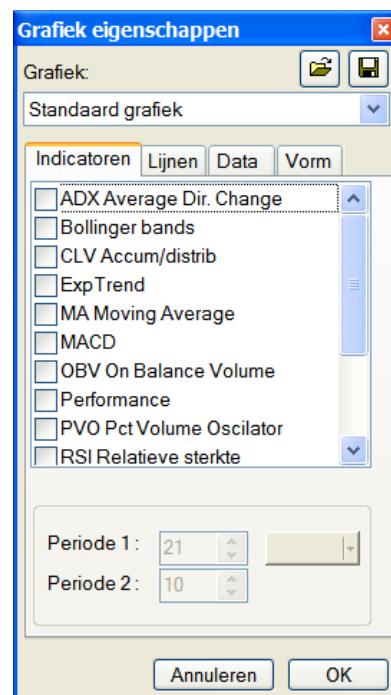 Grafiek eigenschappen
Grafiek:
Standaard grafiek
Indicatoren Lijnen Data Vorm
ADX Average Dir. Change
Bollinger bands
CLV Accum/distrib
ExpTrend
MA Moving Average
MACD
OBV On Balance Volume
Performance
PVO Pct Volume Oscilator
RSI Relatieve sterkte
Periode 1 : 21
Periode 2 : 10
Annuleren OK